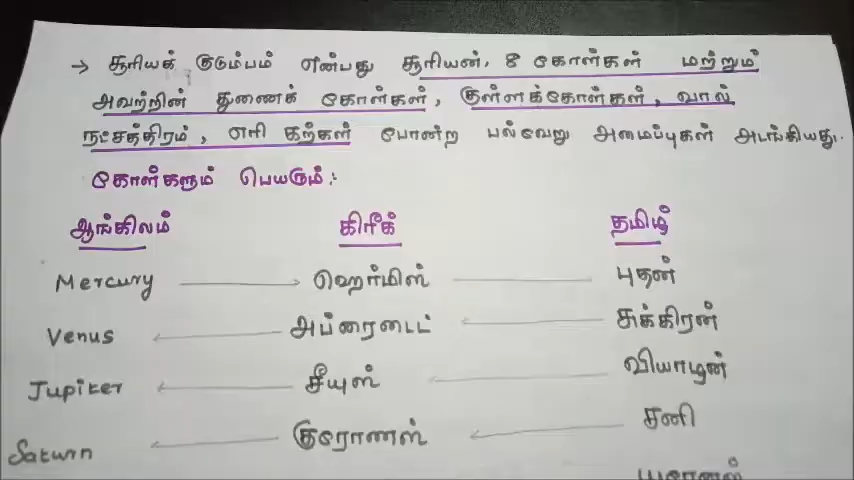 → சூரியக் குடும்பம் என்பது சூரியன், 8 கோள்கள் மற்றும்
அவற்றின் துணைக் கோள்கள், குள்ளக்கோள்கள், வால்
நட்சத்திரம், எரி கற்கள் போன்ற பல்வேறு அமைப்புகள் அடங்கியது.
கோள்களும் பெயரும்:
ஆங்கிலம் கிரீக் தமிழ்
Mercury ஹெர்மிஸ் புதன்
Venus அப்ரைடைட் சுக்கிரன்
Jupiter சீயுஸ் வியாழன்
Saturn குரோணஸ் சனி
யுரேனஸ்